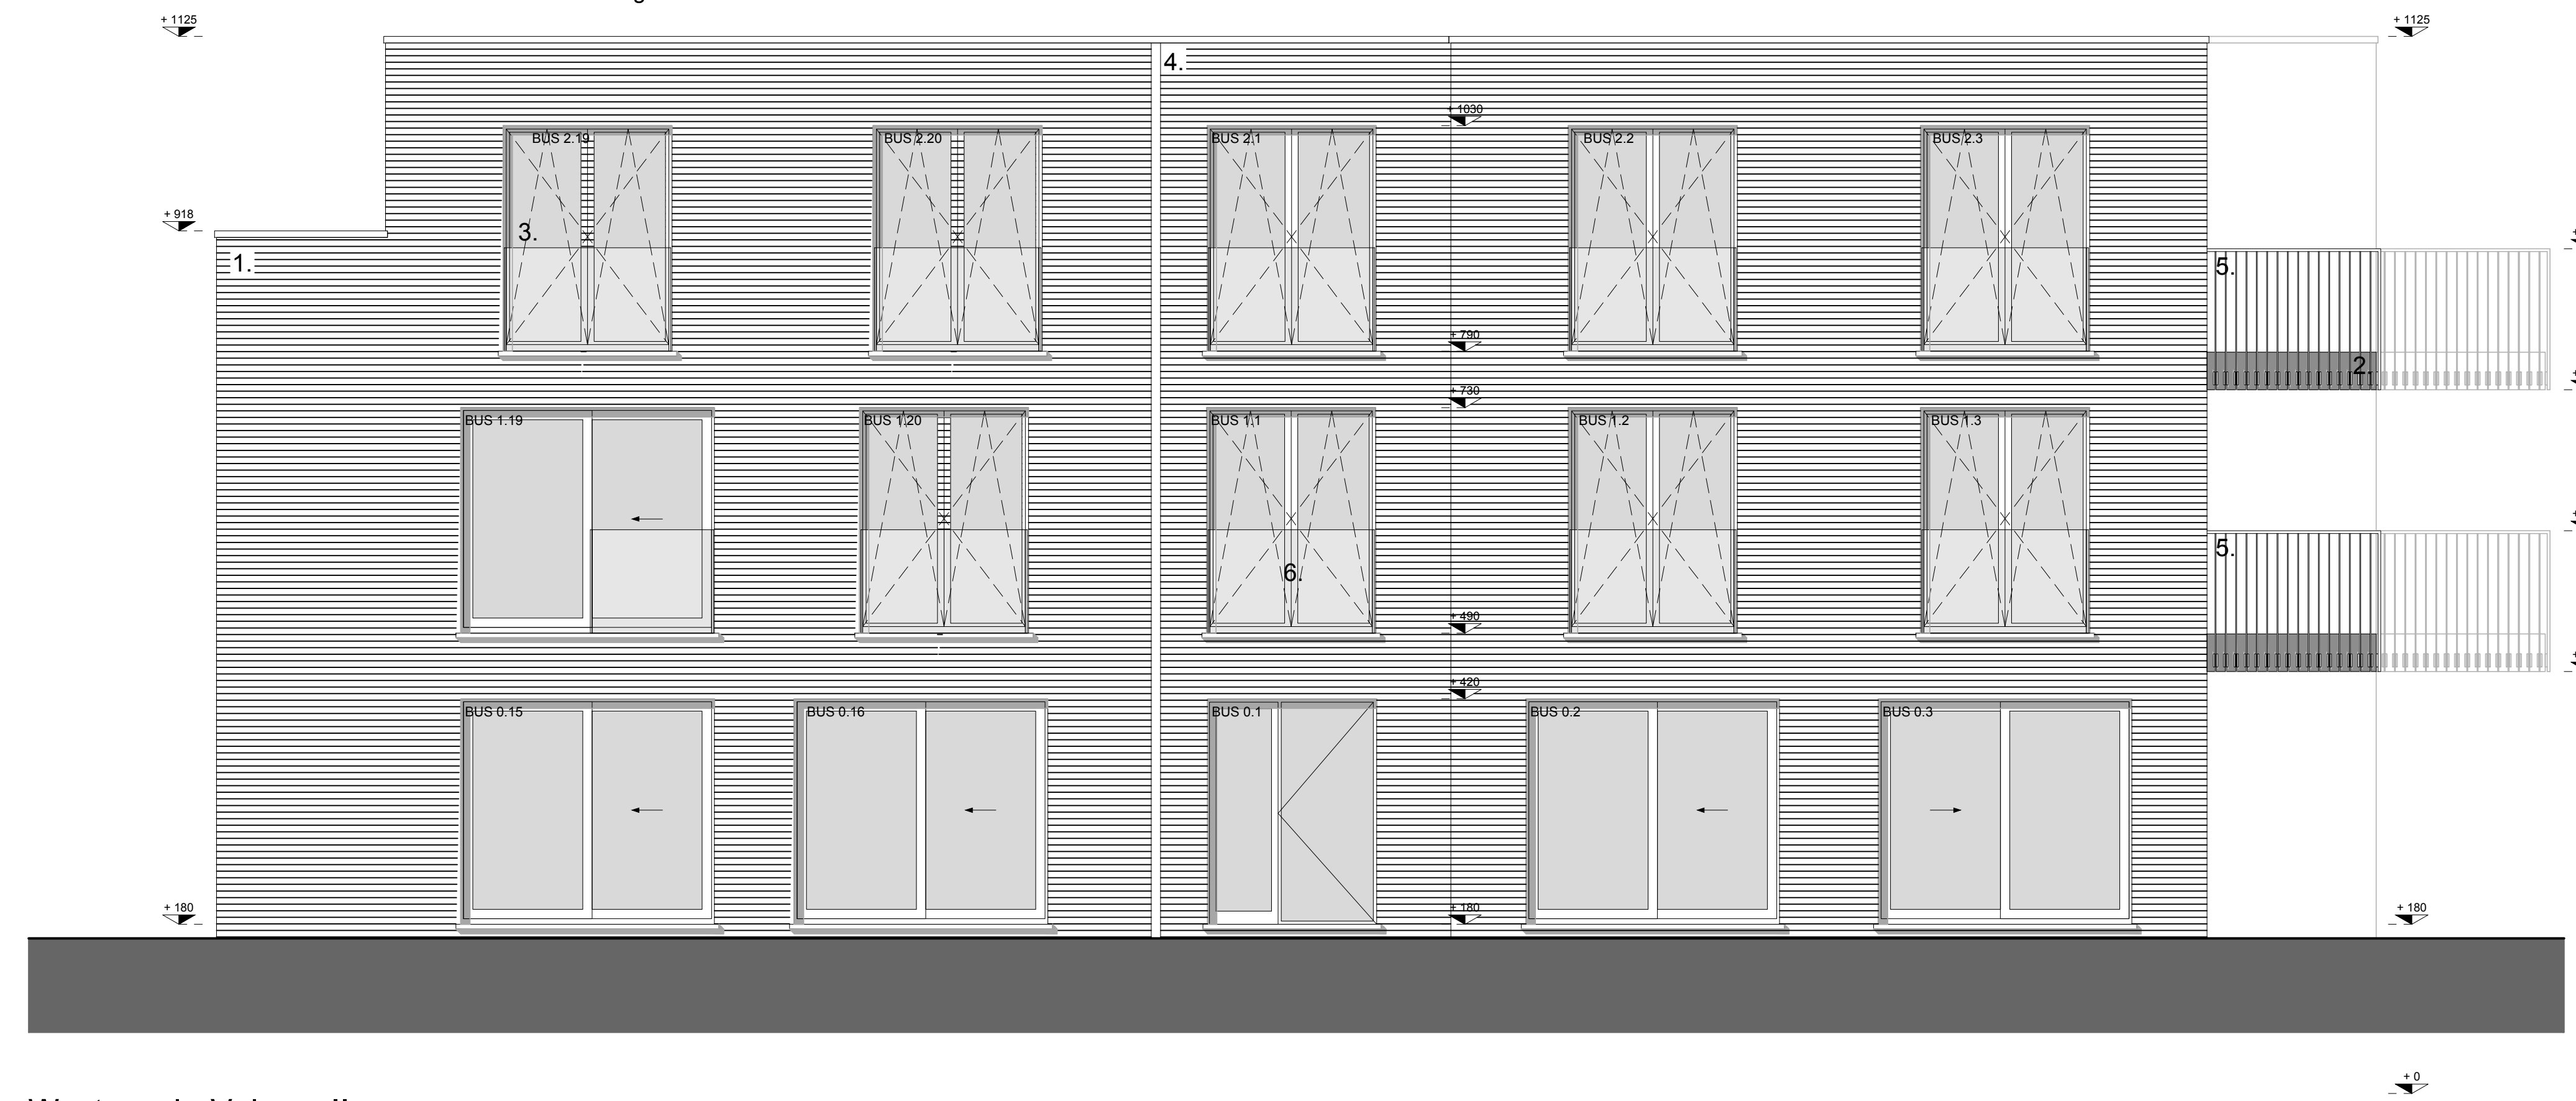 + 1125
+ 1125
4.
+ 1030
BUS 2.19
BUS 2.20
BUS 2.1
BUS 2.2
BUS 2.3
+ 918
3.
1.
5.
+ 790
2.
+ 730
BUS 1.19
BUS 1.20
BUS 1.1
BUS 1.2
BUS 1.3
5.
6.
+ 490
+ 420
BUS 0.15
BUS 0.16
BUS 0.1
BUS 0.2
BUS 0.3
+ 180
+ 180
+ 180
+ 0